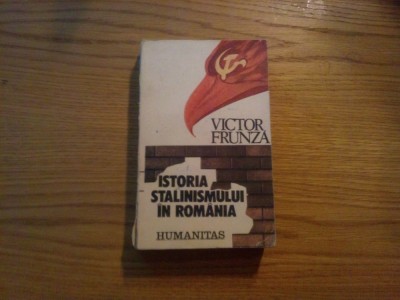 VICTOR
FRUNZĂ
ISTORIA
STALINISMULUI
ÎN ROMÂNIA
HUMANITAS